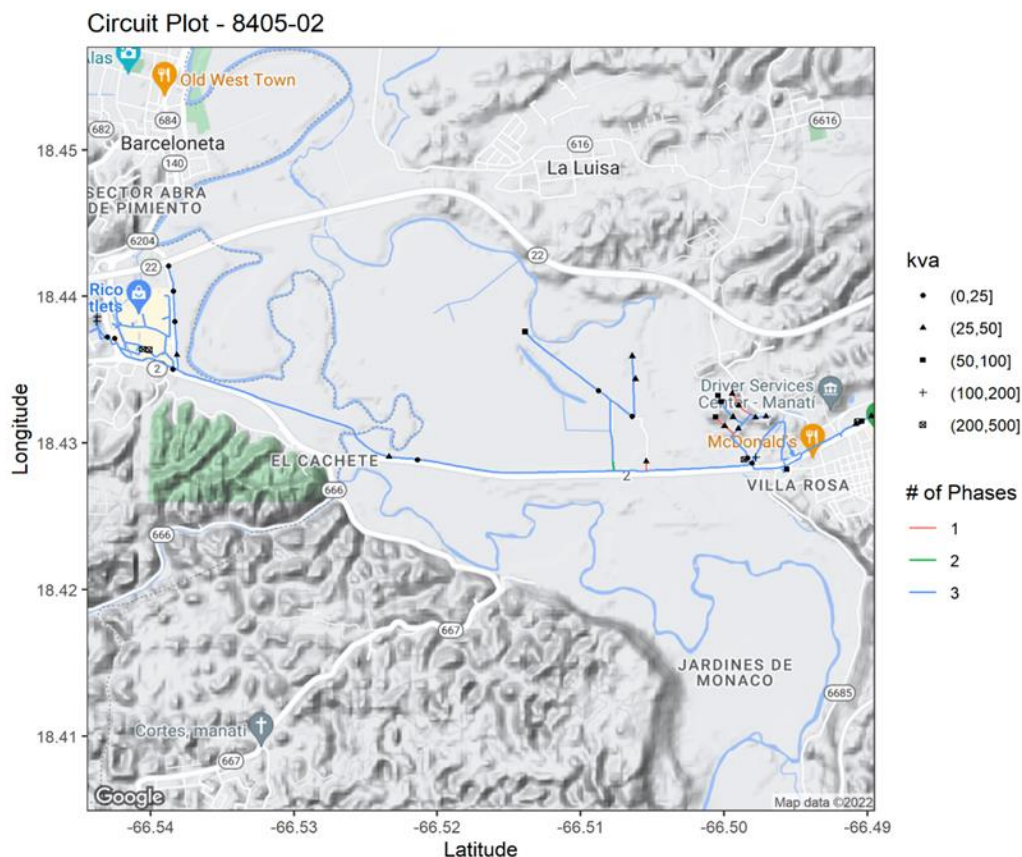 Circuit Plot - 8405-02
alas
Old West Town
682
684
6616
Barceloneta
18.45
140
616
La Luisa
SECTOR ABRA
DE PIMIENTO
6204
22
22
kva
Rico
tlets
18.44
(0,25]
(25,50]
(50,100]
(100,200]
(200,500]
2
Driver Services
Center - Manatí
McDonald's
18.43
EL CACHETE
2
VILLA ROSA
666
666
# of Phases
1
2
3
18.42
667
JARDINES DE
MONACO
6685
Cortes, manati
18.41
667
Google
Map data ©2022
-66.54
-66.53
-66.52
-66.51
-66.50
-66.49
Latitude
Longitude